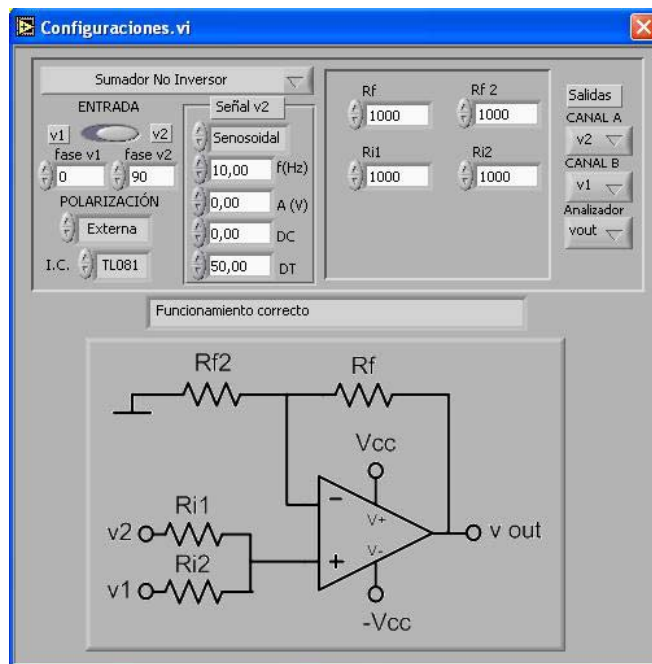 Configuraciones.vi
Sumador No Inversor
ENTRADA
v1
v2
fase v1
fase v2
0
90
POLARIZACIÓN
Externa
I.C.
TL081
Señal v2
Senosoidal
10,00 f(Hz)
0,00 A (V)
0,00 DC
50,00 DT
Rf
Rf 2
1000
1000
Ri1
Ri2
1000
1000
Salidas
CANAL A
v2
CANAL B
v1
Analizador
vout
Funcionamiento correcto
Rf2
Rf
Vcc
V+
Ri1
v2
v out
Ri2
V-
v1
-Vcc